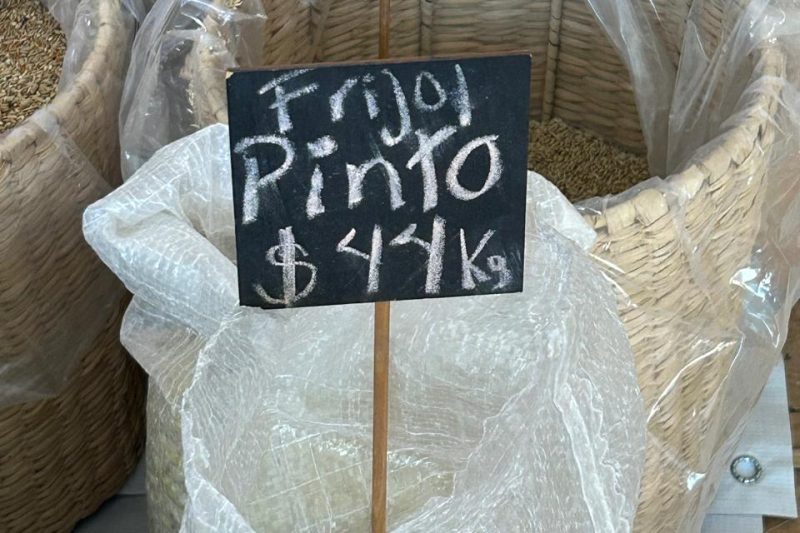 Frijol
Pinto
$ 44 Kg